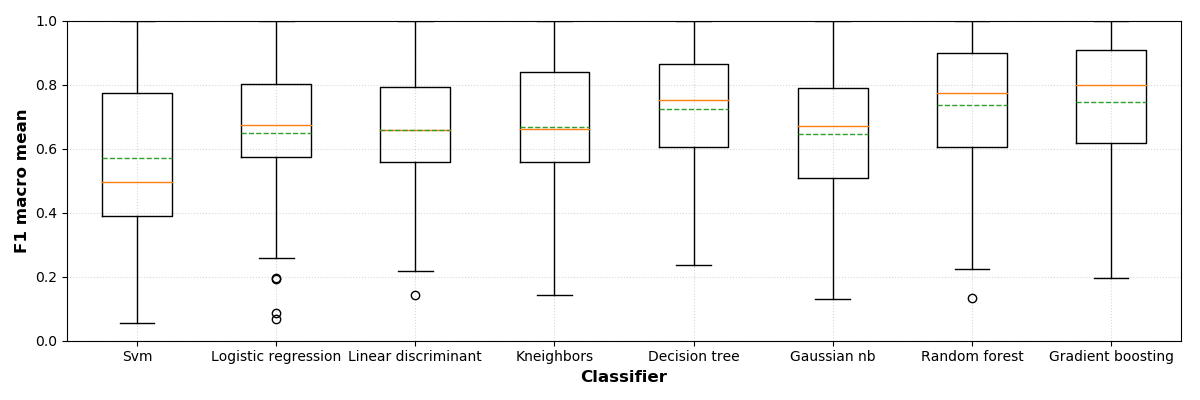 F1 macro mean
1.0
0.8
0.6
0.4
0.2
0.0
Svm
Logistic regression
Linear discriminant
Kneighbors
Decision tree
Gaussian nb
Random forest
Gradient boosting
Classifier